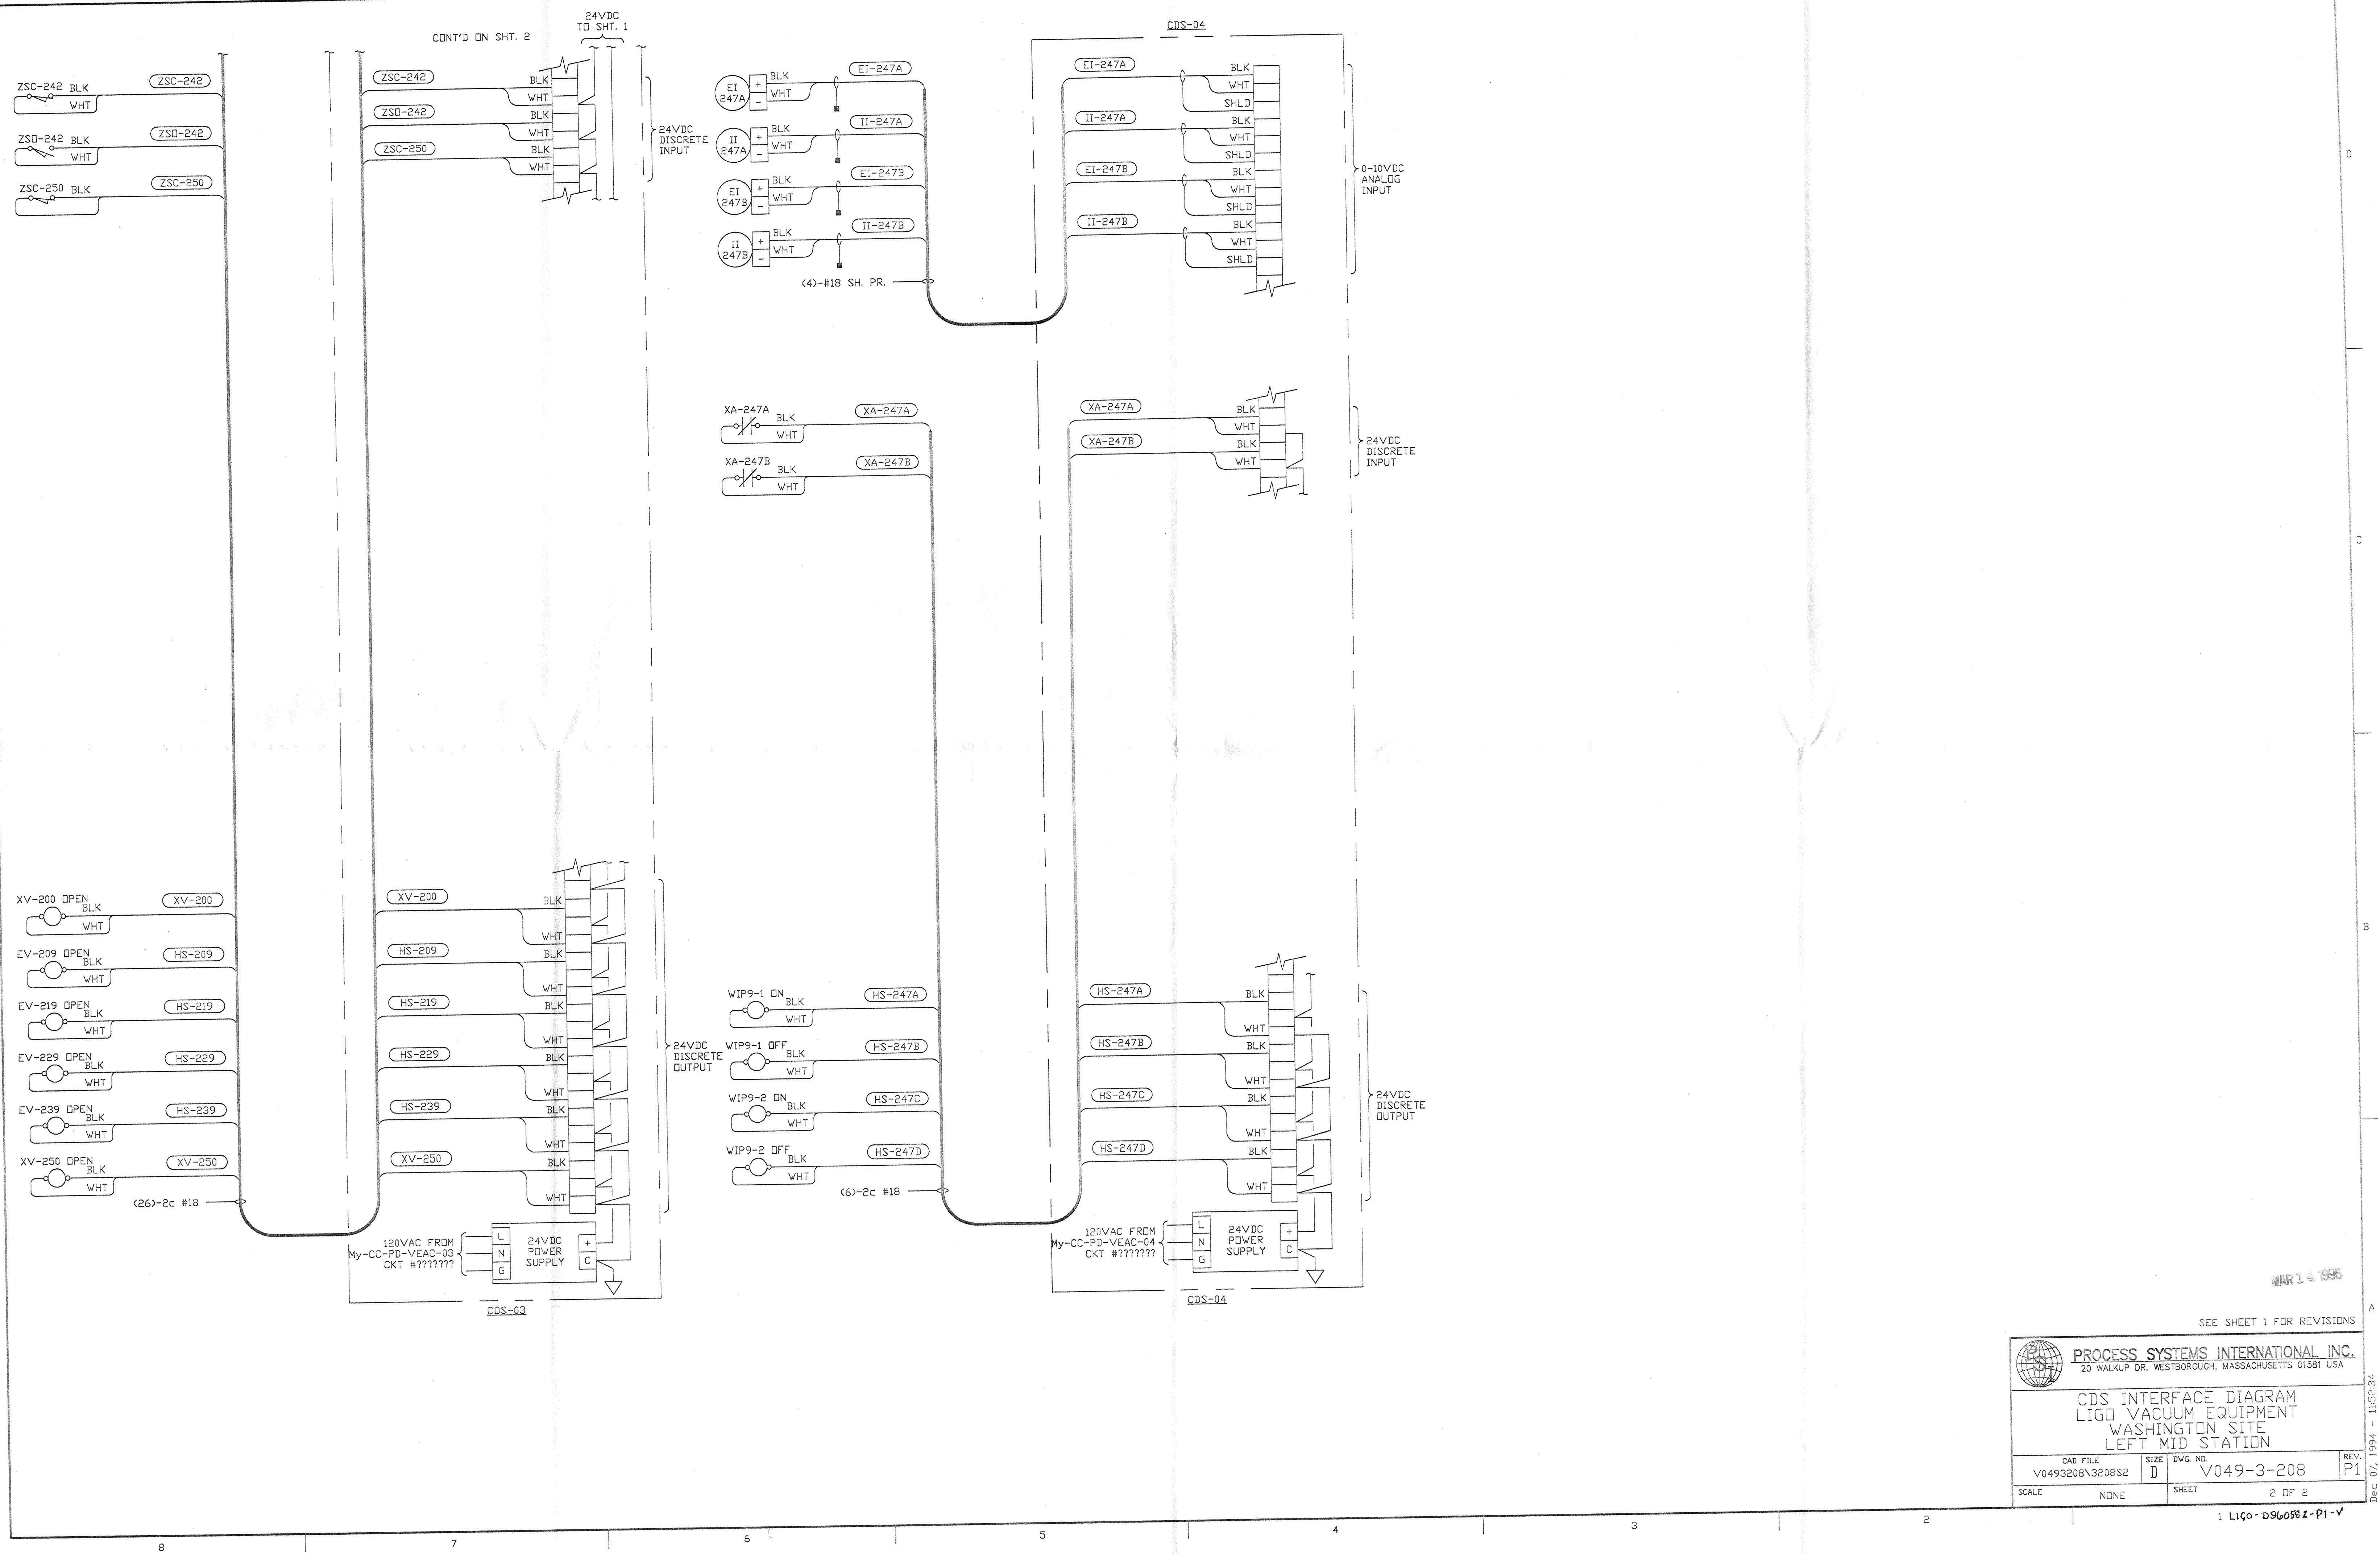 24VDC
TO SHT. 1
CONT'D ON SHT. 2
ZSC-242 BLK
WHT
ZSC-242
ZSO-242 BLK
WHT
ZSO-242
ZSC-250 BLK
ZSC-250
ZSC-242
BLK
WHT
ZSO-242
BLK
WHT
ZSC-250
BLK
WHT
24VDC
DISCRETE
INPUT
XV-200 OPEN
BLK
WHT
XV-200
EV-209 OPEN
BLK
WHT
HS-209
EV-219 OPEN
BLK
WHT
HS-219
EV-229 OPEN
BLK
WHT
HS-229
EV-239 OPEN
BLK
WHT
HS-239
XV-250 OPEN
BLK
WHT
XV-250
(26)-2c #18
XV-200
BLK
WHT
HS-209
BLK
WHT
HS-219
BLK
WHT
HS-229
BLK
WHT
HS-239
BLK
WHT
XV-250
BLK
WHT
24VDC
DISCRETE
OUTPUT
120VAC FROM
My-CC-PD-VEAC-03
CKT #???????
L
N
G
24VDC
POWER
SUPPLY
+
C
CDS-03
CDS-04
EI
247A
+
-
BLK
WHT
EI-247A
II
247A
+
-
BLK
WHT
II-247A
EI
247B
+
-
BLK
WHT
EI-247B
II
247B
+
-
BLK
WHT
II-247B
(4)-#18 SH. PR.
EI-247A
BLK
WHT
SHLD
II-247A
BLK
WHT
SHLD
EI-247B
BLK
WHT
SHLD
II-247B
BLK
WHT
SHLD
0-10VDC
ANALOG
INPUT
XA-247A
BLK
WHT
XA-247A
XA-247B
BLK
WHT
XA-247B
XA-247A
BLK
WHT
XA-247B
BLK
WHT
24VDC
DISCRETE
INPUT
WIP9-1 ON
BLK
WHT
HS-247A
WIP9-1 OFF
BLK
WHT
HS-247B
WIP9-2 ON
BLK
WHT
HS-247C
WIP9-2 OFF
BLK
WHT
HS-247D
(6)-2c #18
HS-247A
BLK
WHT
HS-247B
BLK
WHT
HS-247C
BLK
WHT
HS-247D
BLK
WHT
24VDC
DISCRETE
OUTPUT
120VAC FROM
My-CC-PD-VEAC-04
CKT #???????
L
N
G
24VDC
POWER
SUPPLY
+
C
CDS-04
D
C
B
A
MAR 14 1996
SEE SHEET 1 FOR REVISIONS
PSI
PROCESS SYSTEMS INTERNATIONAL INC.
20 WALKUP DR. WESTBOROUGH, MASSACHUSETTS 01581 USA
CDS INTERFACE DIAGRAM
LIGO VACUUM EQUIPMENT
WASHINGTON SITE
LEFT MID STATION
CAD FILE
V0493208\3208S2
SIZE
D
DWG. NO.
V049-3-208
REV.
P1
SCALE
NONE
SHEET
2 OF 2
Dec 07, 1994 - 11:52:34
8
7
6
5
4
3
2
1
LIGO-D960582-P1-V